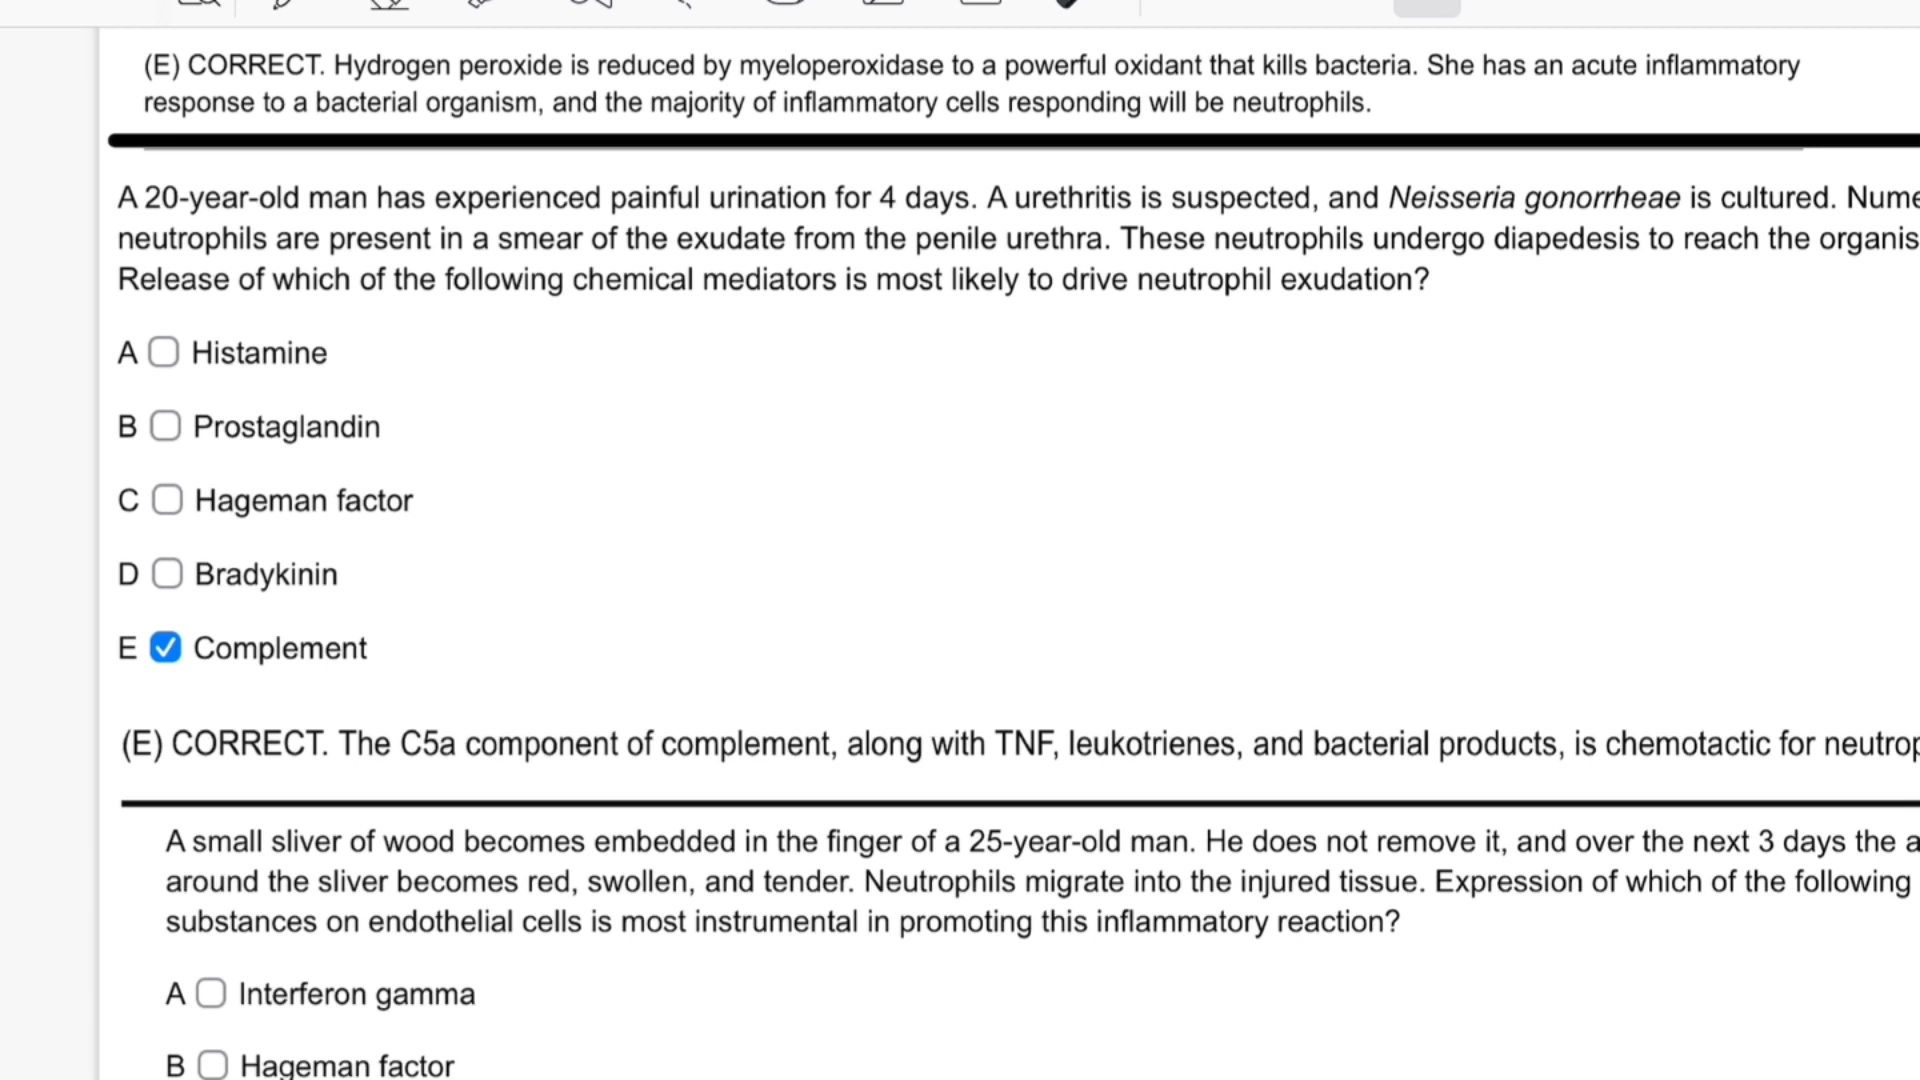 (E) CORRECT. Hydrogen peroxide is reduced by myeloperoxidase to a powerful oxidant that kills bacteria. She has an acute inflammatory
response to a bacterial organism, and the majority of inflammatory cells responding will be neutrophils.
A 20-year-old man has experienced painful urination for 4 days. A urethritis is suspected, and Neisseria gonorrheae is cultured.
neutrophils are present in a smear of the exudate from the penile urethra. These neutrophils undergo diapedesis to reach the
Release of which of the following chemical mediators is most likely to drive neutrophil exudation?
A Histamine
B Prostaglandin
C Hageman factor
D Bradykinin
E Complement
(E) CORRECT. The C5a component of complement, along with TNF, leukotrienes, and bacterial products, is chemotactic for
A small sliver of wood becomes embedded in the finger of a 25-year-old man. He does not remove it, and over the next 3 days the
around the sliver becomes red, swollen, and tender. Neutrophils migrate into the injured tissue. Expression of which of the following
substances on endothelial cells is most instrumental in promoting this inflammatory reaction?
A Interferon gamma
B Hageman factor